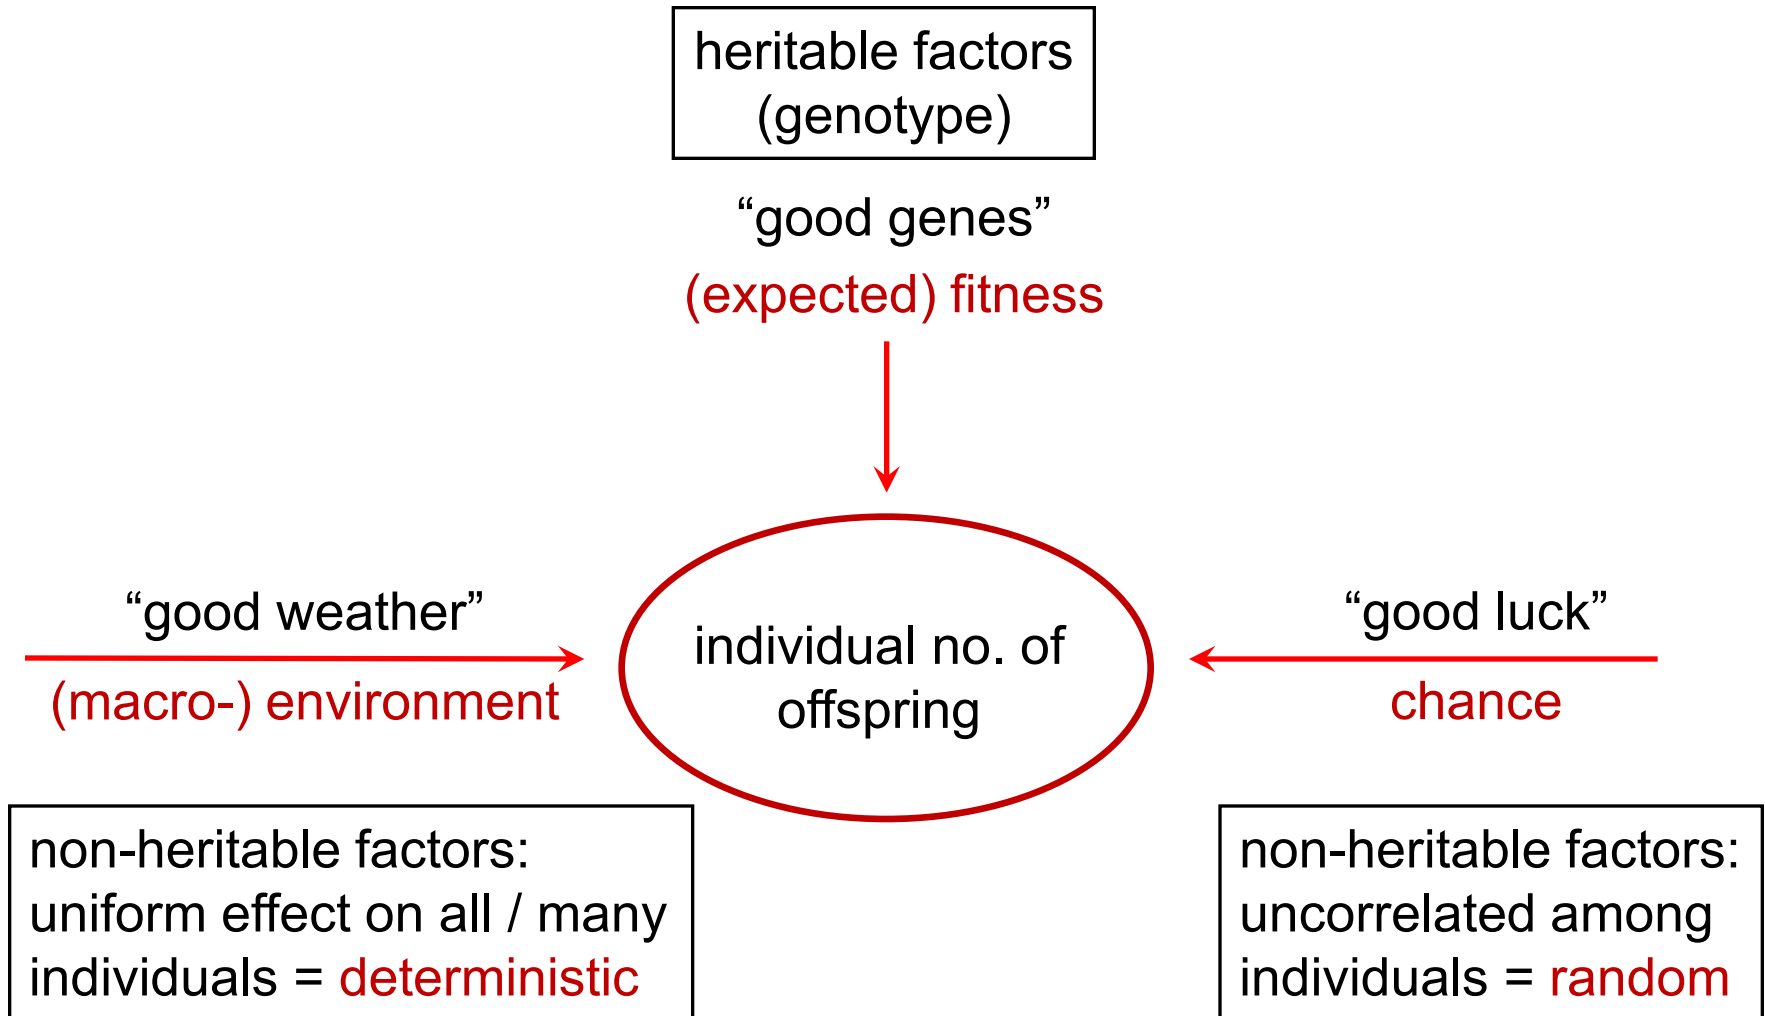 heritable factors
(genotype)
“good genes”
(expected) fitness
“good weather”
(macro-) environment
individual no. of
offspring
“good luck”
chance
non-heritable factors:
uniform effect on all / many
individuals = deterministic
non-heritable factors:
uncorrelated among
individuals = random